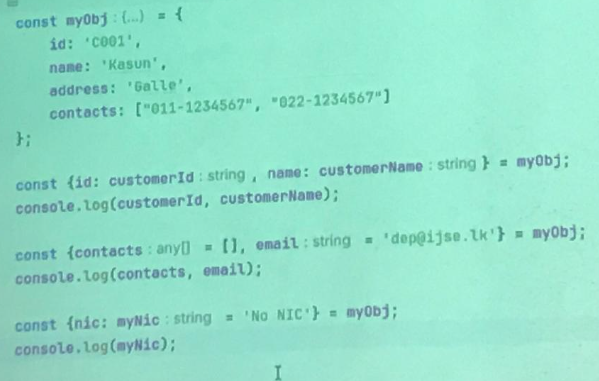 const myObj : {...} = {
id: 'C001',
name: 'Kasun',
address: 'Galle',
contacts: ["011-1234567", "022-1234567"]
};
const {id: customerId : string , name: customerName : string } = myObj;
console.log(customerId, customerName);
const {contacts : any[] = [], email : string = 'dep@ijse.lk'} = myObj;
console.log(contacts, email);
const {nic: myNic : string = 'No NIC'} = myObj;
console.log(myNic);